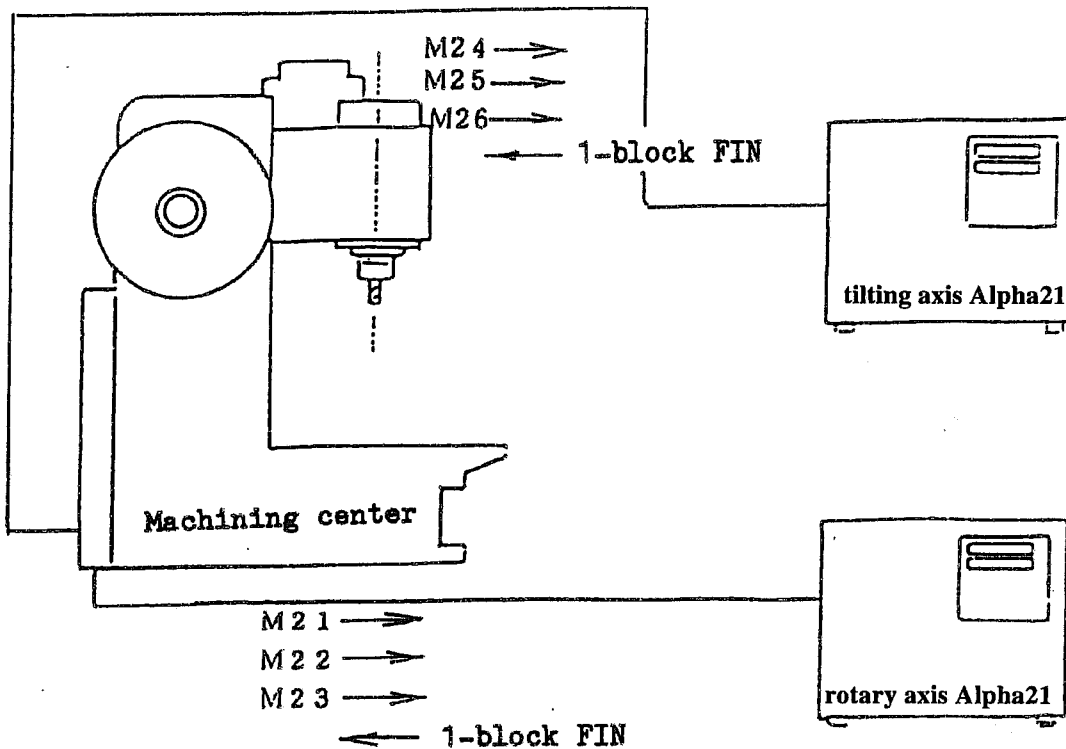 M24
M25
M26
1-block FIN
tilting axis Alpha21
Machining center
M21
M22
M23
rotary axis Alpha21
1-block FIN